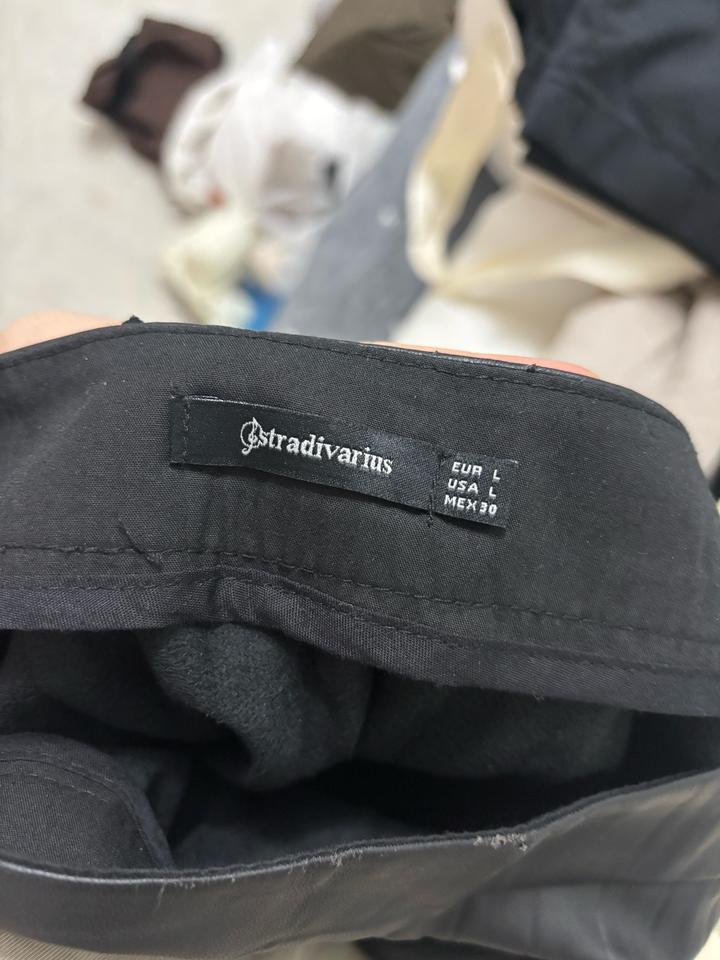 stradivarius
EUR L
USA L
MEX 30